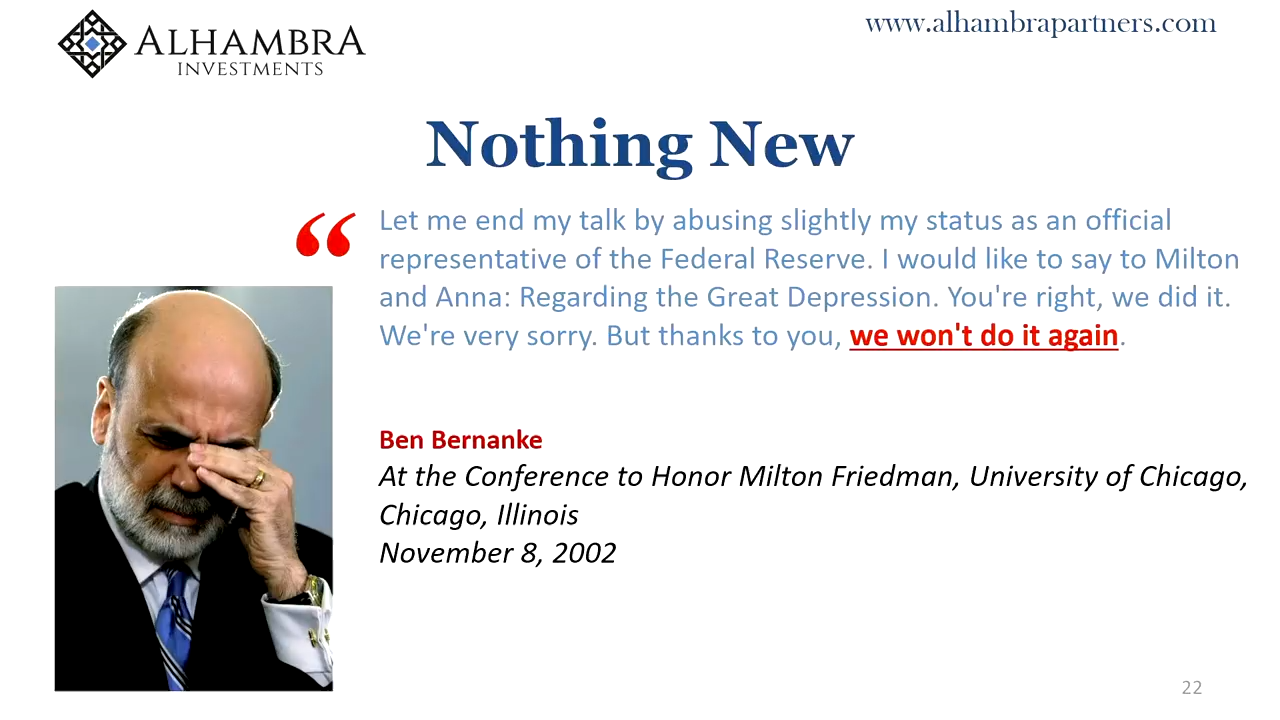 ALHAMBRA
INVESTMENTS
www.alhambrapartners.com
Nothing New
“
Let me end my talk by abusing slightly my status as an official
representative of the Federal Reserve. I would like to say to Milton
and Anna: Regarding the Great Depression. You're right, we did it.
We're very sorry. But thanks to you, we won't do it again.
Ben Bernanke
At the Conference to Honor Milton Friedman, University of Chicago,
Chicago, Illinois
November 8, 2002
22